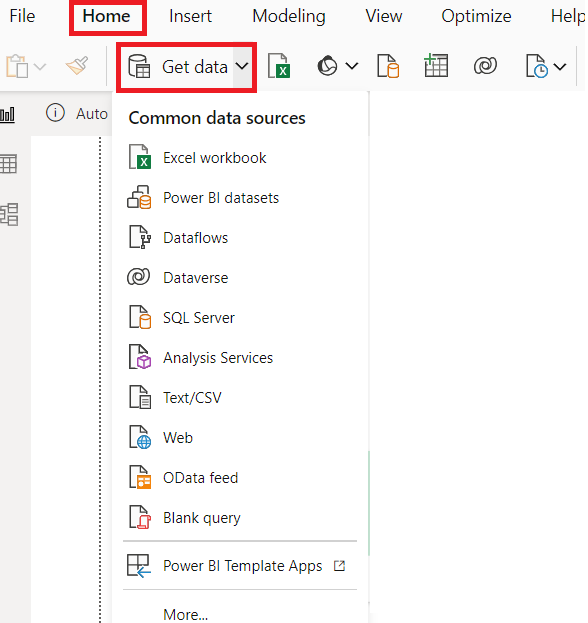 File Home Insert Modeling View Optimize Help
Get data
Auto
Common data sources
Excel workbook
Power BI datasets
Dataflows
Dataverse
SQL Server
Analysis Services
Text/CSV
Web
OData feed
Blank query
Power BI Template Apps
More...